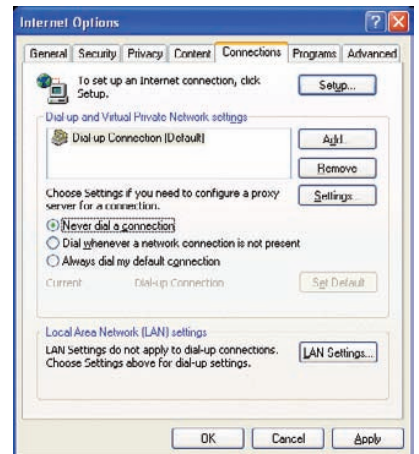 Internet Options
General Security Privacy Content Connections Programs Advanced
To set up an Internet connection, click
Setup.
Setup...
Dial-up and Virtual Private Network settings
Dial-up Connection (Default)
Add...
Remove
Choose Settings if you need to configure a proxy
server for a connection.
Settings...
Never dial a connection
Dial whenever a network connection is not present
Always dial my default connection
Current Dial-up Connection
Set Default
Local Area Network (LAN) settings
LAN Settings do not apply to dial-up connections.
Choose Settings above for dial-up settings.
LAN Settings...
OK Cancel Apply